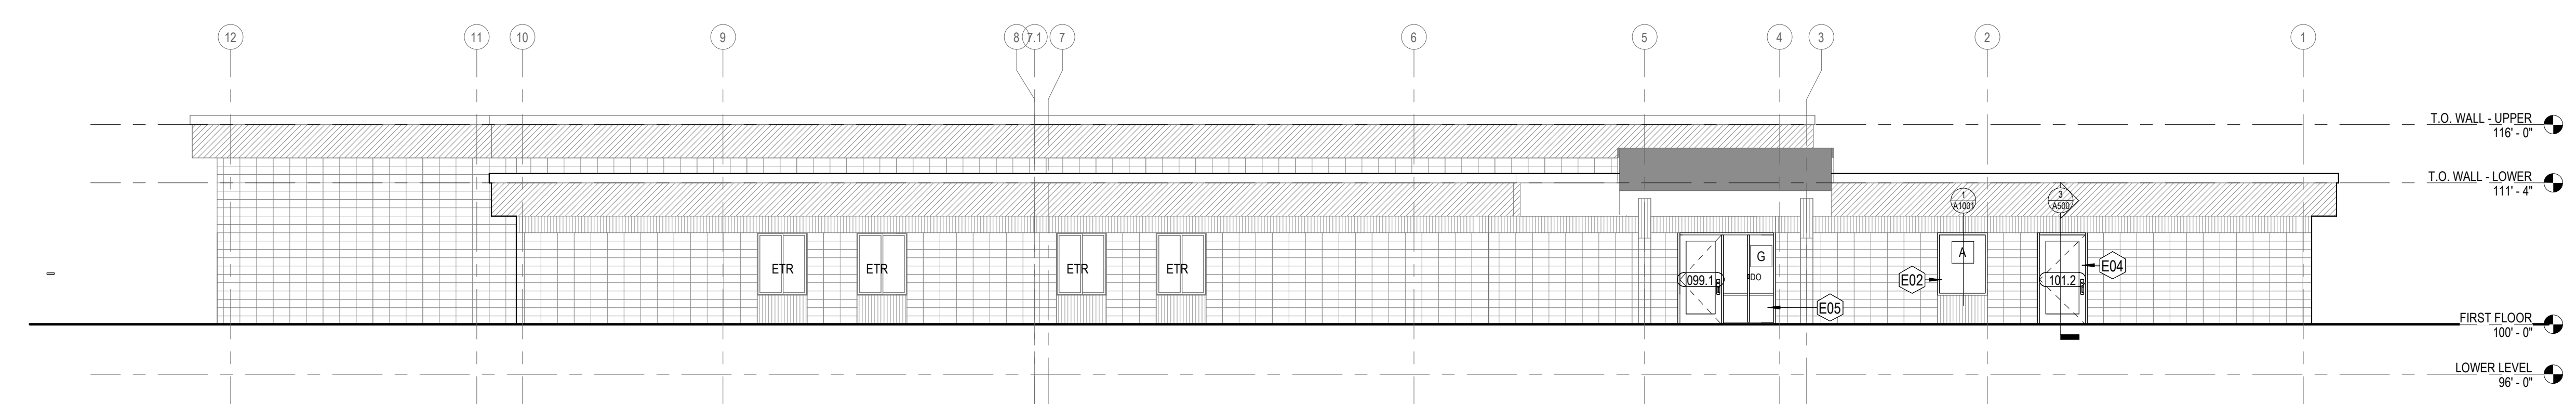 12
11
10
9
8
7.1
7
6
5
4
3
2
1
T.O. WALL - UPPER
116' - 0"
T.O. WALL - LOWER
111' - 4"
1
A1001
3
A500
ETR
ETR
ETR
ETR
099.1
G
DO
E05
E02
A
101.2
E04
FIRST FLOOR
100' - 0"
LOWER LEVEL
96' - 0"